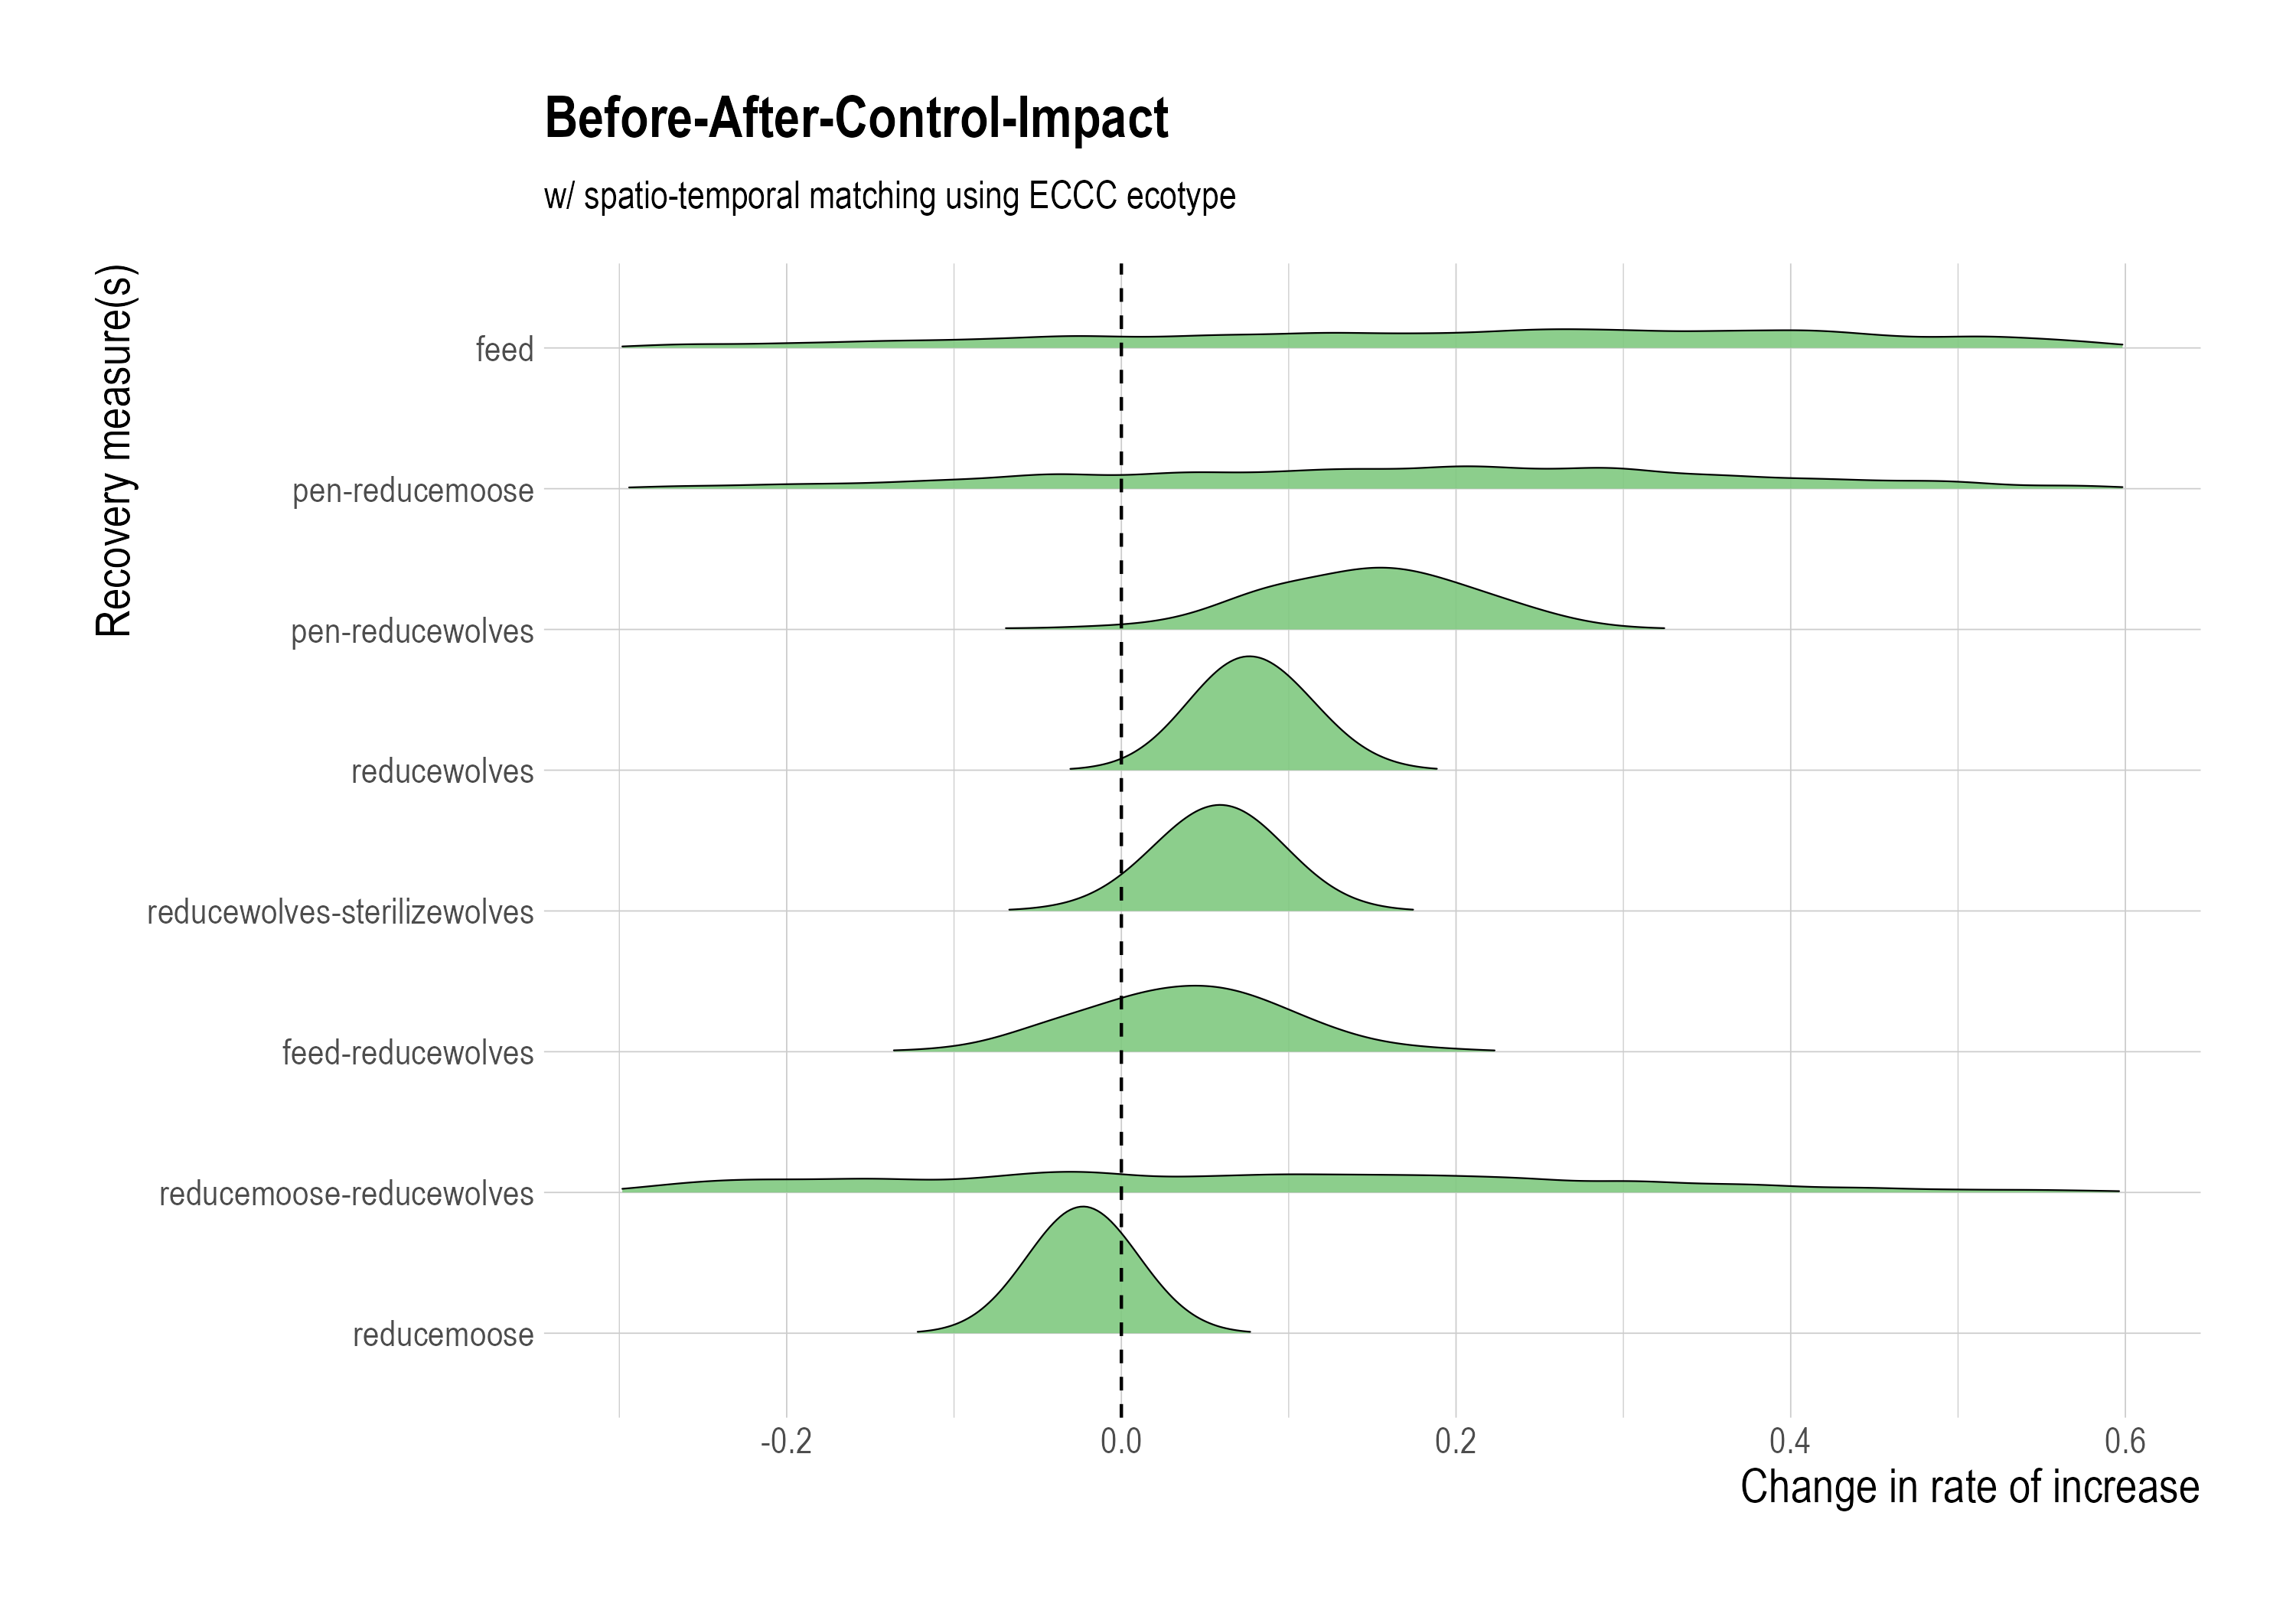 Before-After-Control-Impact
w/ spatio-temporal matching using ECCC ecotype
Recovery measure(s)
feed
pen-reducemoose
pen-reducewolves
reducewolves
reducewolves-sterilizewolves
feed-reducewolves
reducemoose-reducewolves
reducemoose
-0.2 0.0 0.2 0.4 0.6
Change in rate of increase